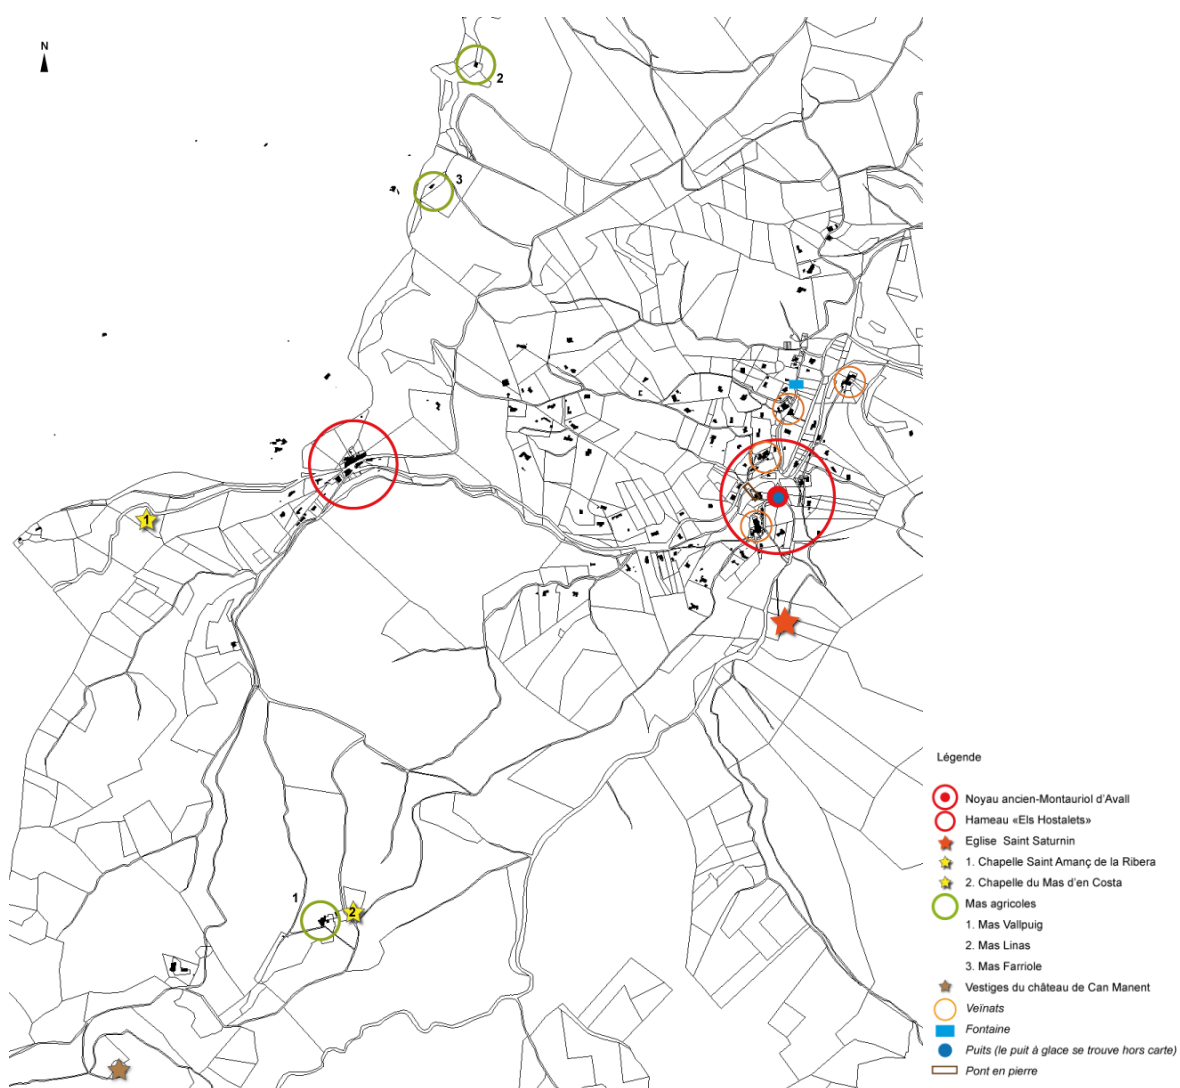 N
2
3
1
1
2
Légende
Noyau ancien-Montauriol d'Avall
Hameau «Els Hostalets»
Eglise Saint Saturnin
1. Chapelle Saint Amanç de la Ribera
2. Chapelle du Mas d'en Costa
Mas agricoles
1. Mas Vallpuig
2. Mas Linas
3. Mas Farriole
Vestiges du château de Can Manent
Veïnats
Fontaine
Puits (le puit à glace se trouve hors carte)
Pont en pierre